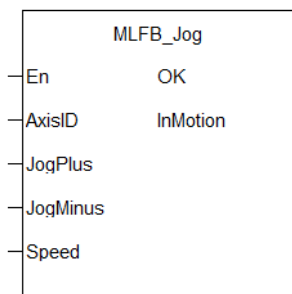 MLFB_Jog
En OK
AxisID InMotion
JogPlus
JogMinus
Speed